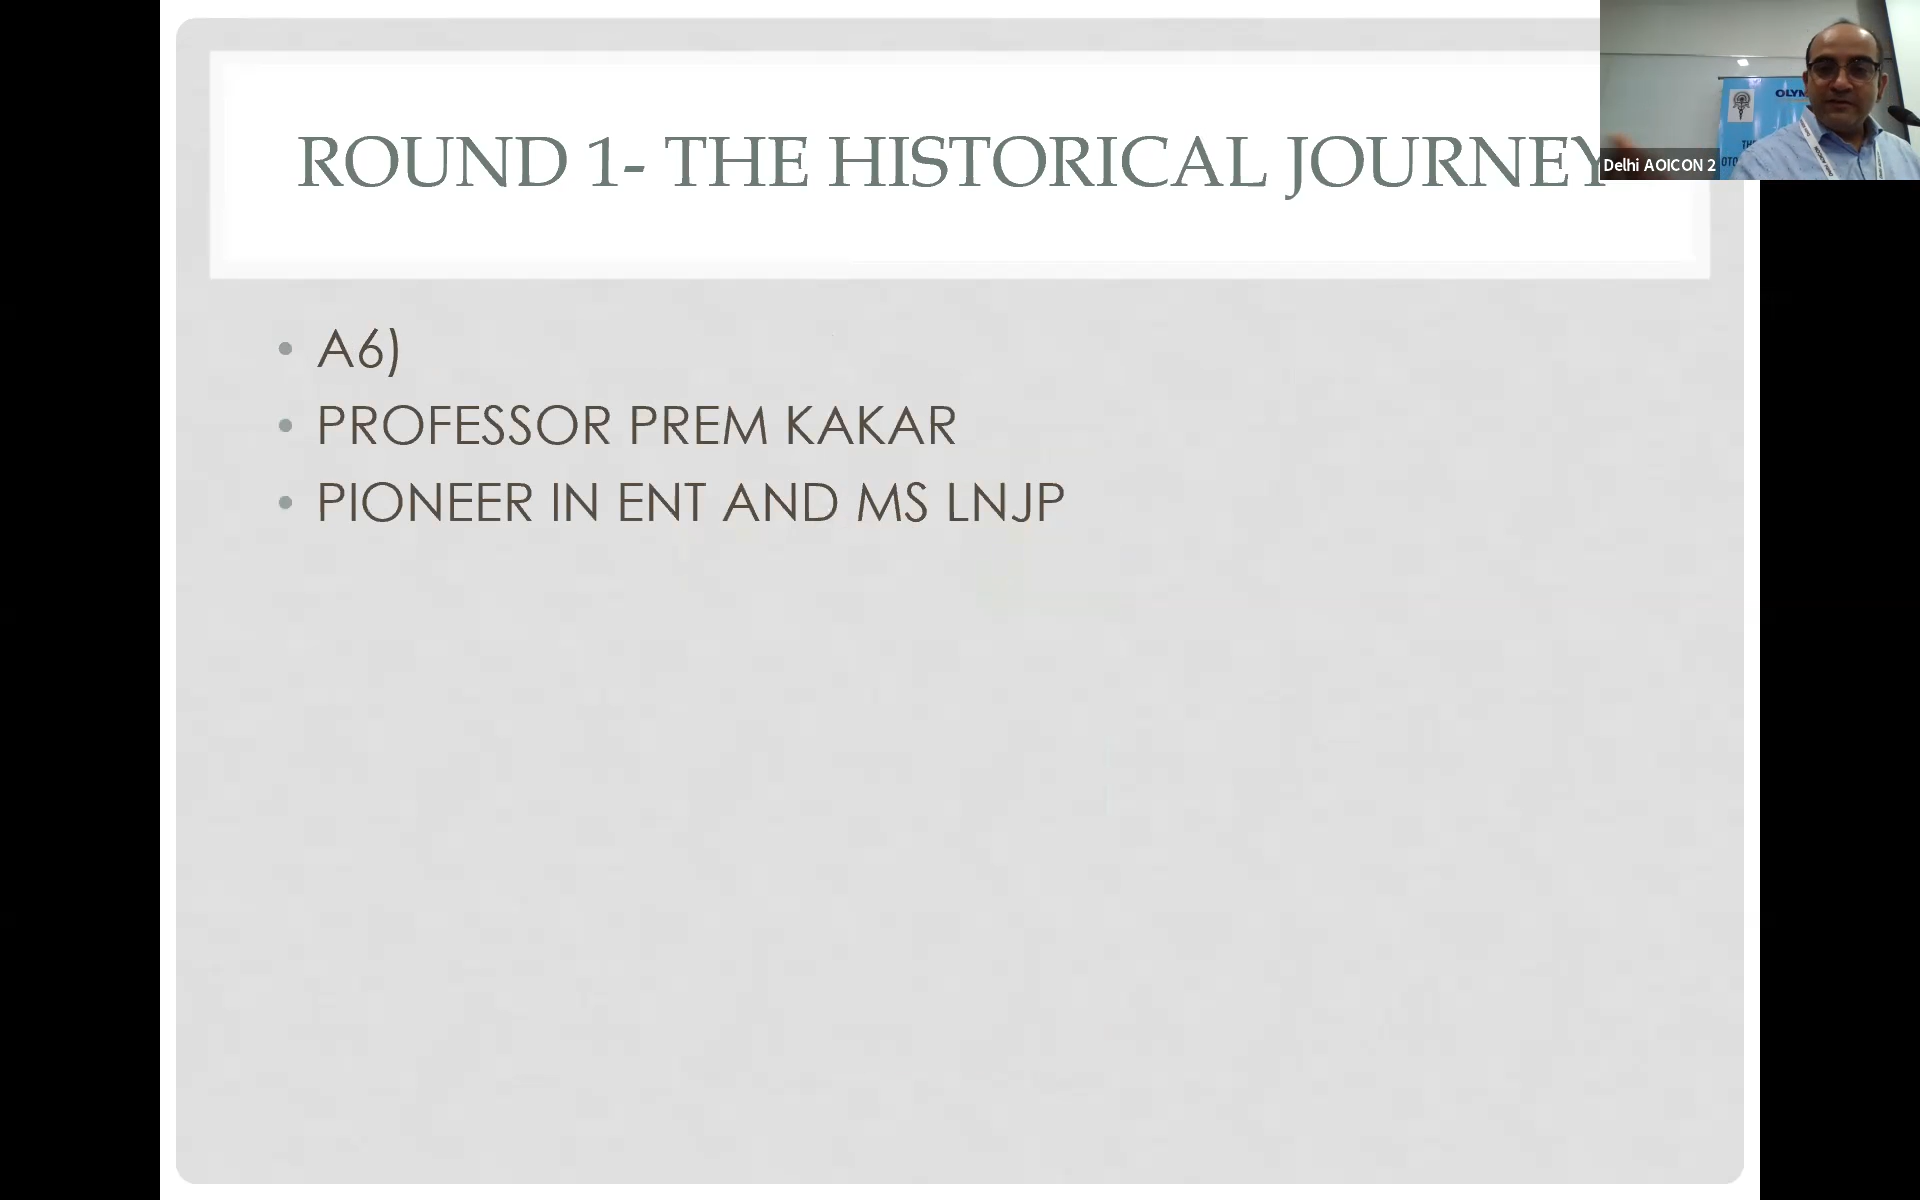 ROUND 1- THE HISTORICAL JOURNEY
OLYM
Delhi AOICON 2
• A6)
• PROFESSOR PREM KAKAR
• PIONEER IN ENT AND MS LNJP